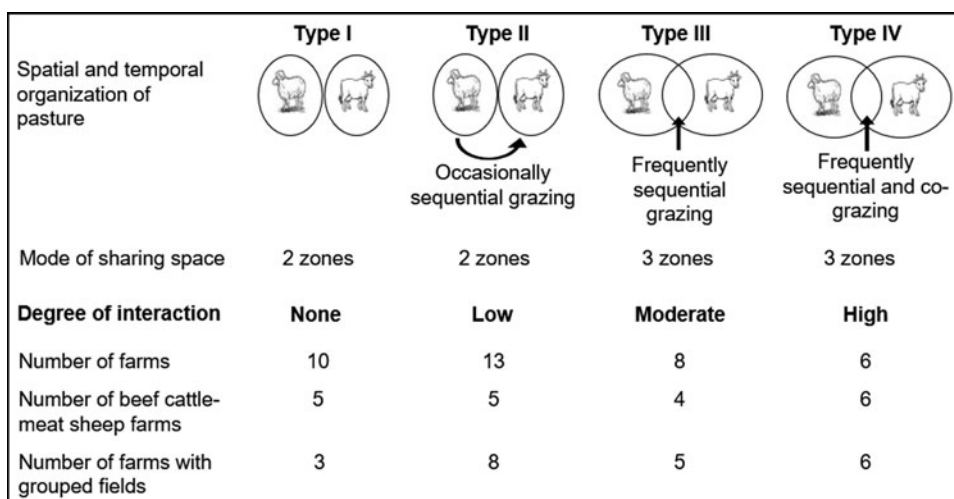 Type I Type II Type III Type IV
Spatial and temporal
organization of
pasture
Occasionally
sequential grazing
Frequently
sequential
grazing
Frequently
sequential and co-
grazing
Mode of sharing space 2 zones 2 zones 3 zones 3 zones
Degree of interaction None Low Moderate High
Number of farms 10 13 8 6
Number of beef cattle- 5 5 4 6
meat sheep farms
Number of farms with 3 8 5 6
grouped fields